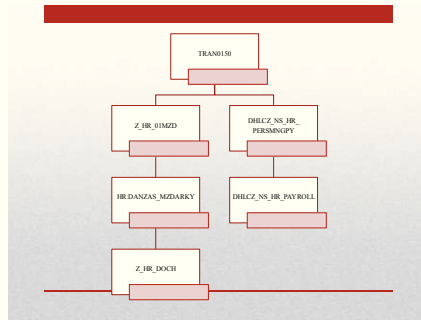 TRAN0150
Z_HR_01MZD
DHLCZ_NS_HR_
PERSMNGPY
HR:DANZAS_MZDARKY
DHLCZ_NS_HR_PAYROLL
Z_HR_DOCH